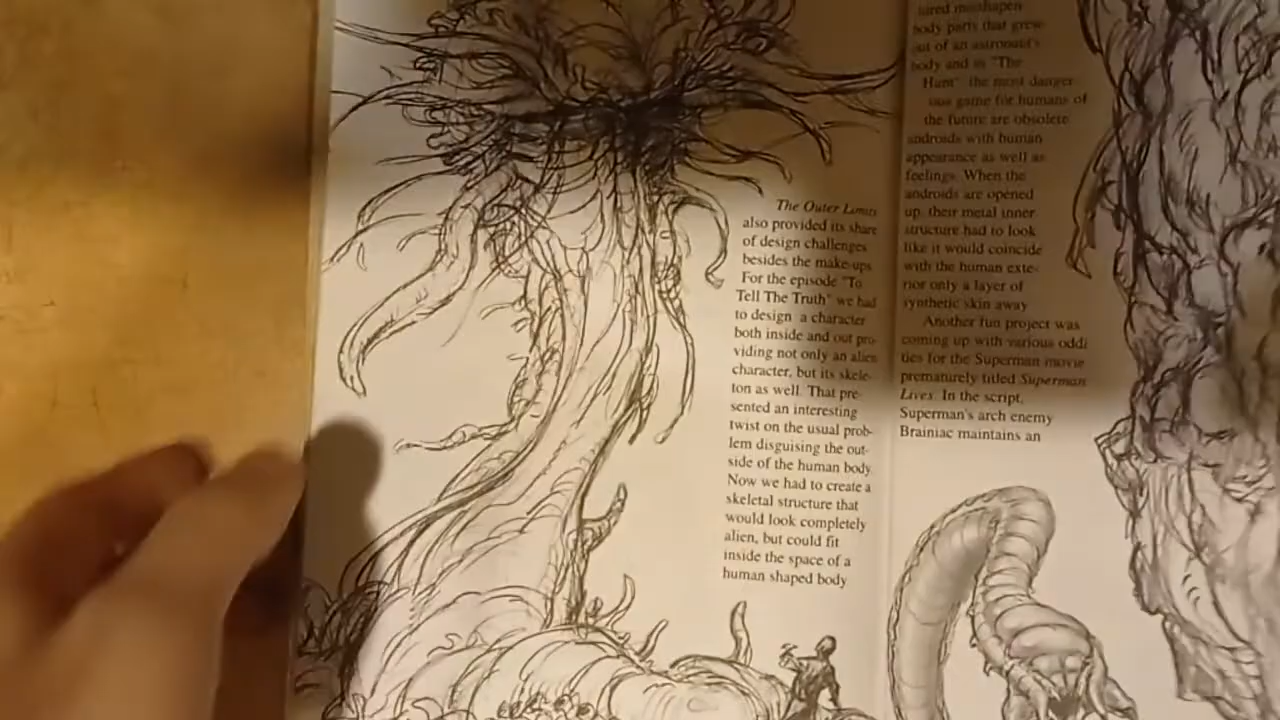 The Outer Limits
also provided its share
of design challenges
besides the make-ups.
For the episode "To
Tell The Truth" we had
to design a character
both inside and out pro-
viding not only an alien
character, but its skele-
ton as well. That pre-
sented an interesting
twist on the usual prob-
lem disguising the out-
side of the human body.
Now we had to create a
skeletal structure that
would look completely
alien, but could fit
inside the space of a
human shaped body
misshapen
body parts that grew
out of an astronaut's
body and in "The
Hunt" the most danger-
ous game for humans of
the future are obsolete
androids with human
appearance as well as
feelings. When the
androids are opened
up, their metal inner
structure had to look
like it would coincide
with the human exte-
rior only a layer of
synthetic skin away.
Another fun project was
coming up with various oddi-
ties for the Superman movie
prematurely titled Superman
Lives. In the script,
Superman's arch enemy
Brainiac maintains an